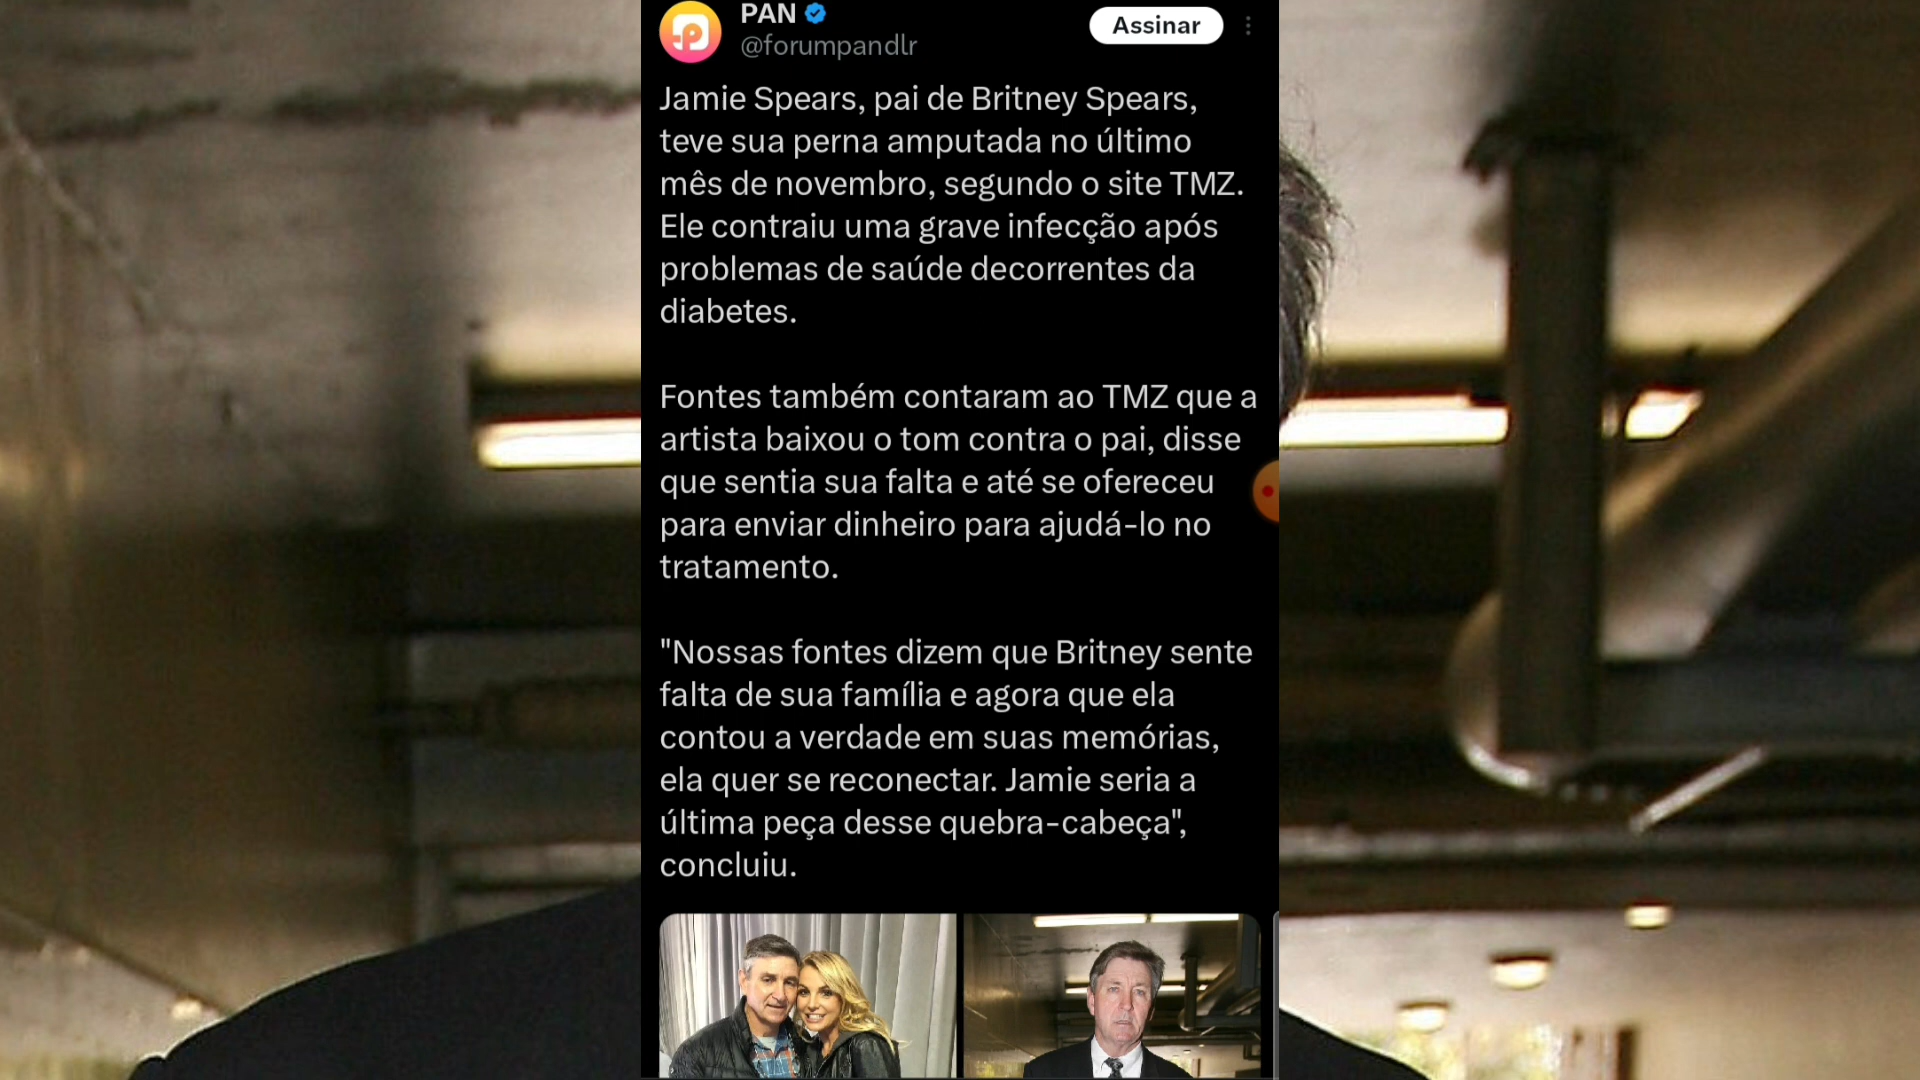 PAN
@forumpandlr
Assinar
Jamie Spears, pai de Britney Spears,
teve sua perna amputada no último
mês de novembro, segundo o site TMZ.
Ele contraiu uma grave infecção após
problemas de saúde decorrentes da
diabetes.
Fontes também contaram ao TMZ que a
artista baixou o tom contra o pai, disse
que sentia sua falta e até se ofereceu
para enviar dinheiro para ajudá-lo no
tratamento.
"Nossas fontes dizem que Britney sente
falta de sua família e agora que ela
contou a verdade em suas memórias,
ela quer se reconectar. Jamie seria a
última peça desse quebra-cabeça",
concluiu.